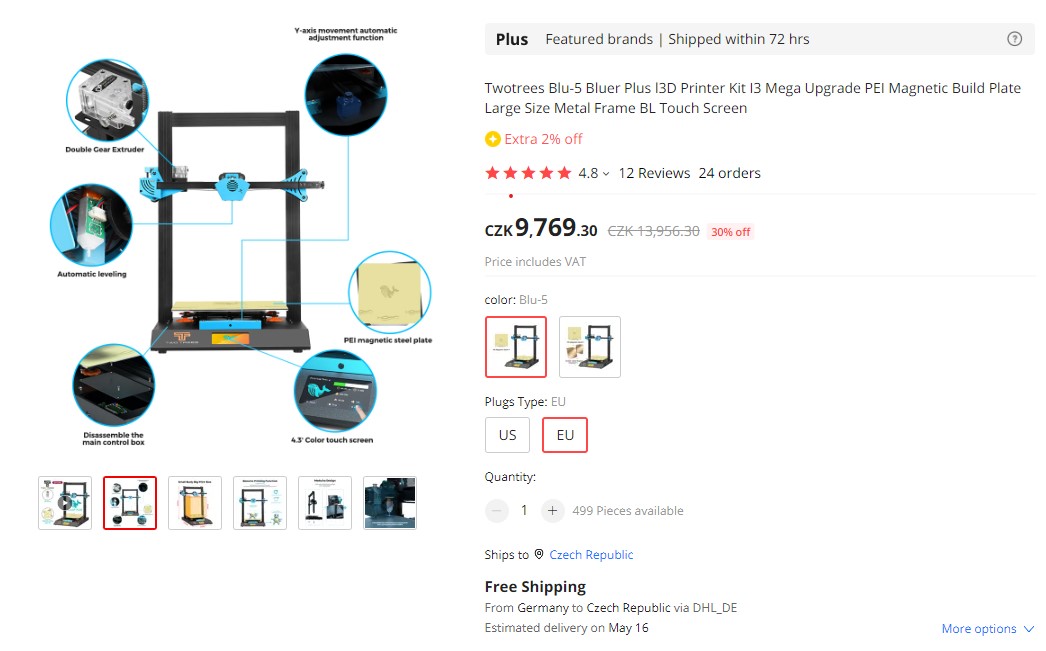 Y-axis movement automatic
adjustment function
Double Gear Extruder
Automatic leveling
PEI magnetic steel plate
Disassemble the
main control box
4.3' Color touch screen
Plus Featured brands | Shipped within 72 hrs
Twotrees Blu-5 Bluer Plus I3D Printer Kit I3 Mega Upgrade PEI Magnetic Build Plate
Large Size Metal Frame BL Touch Screen
Extra 2% off
4.8 12 Reviews 24 orders
CZK 9,769.30 CZK 13,956.30 30% off
Price includes VAT
color: Blu-5
Plugs Type: EU
US EU
Quantity:
1 499 Pieces available
Ships to Czech Republic
Free Shipping
From Germany to Czech Republic via DHL_DE
Estimated delivery on May 16
More options